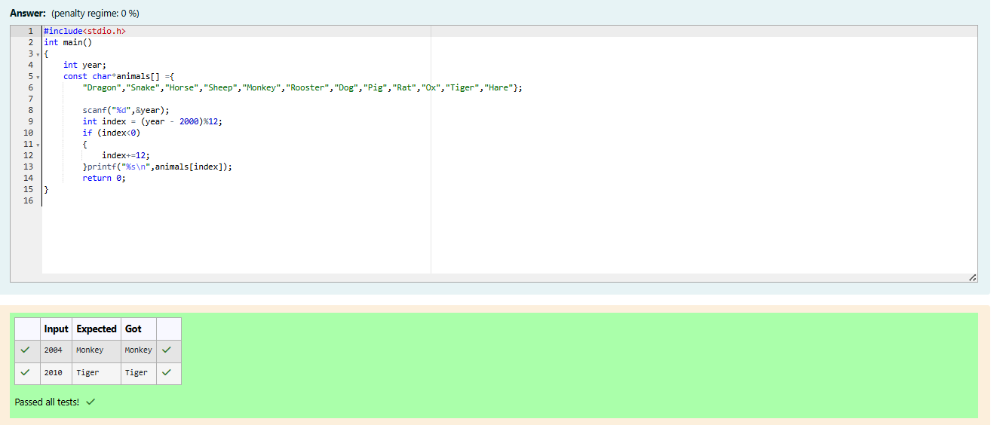 Answer: (penalty regime: 0 %)
1 #include<stdio.h>
2 int main()
3 {
4     int year;
5     const char*animals[] ={
6         "Dragon","Snake","Horse","Sheep","Monkey","Rooster","Dog","Pig","Rat","Ox","Tiger","Hare"};
7
8         scanf("%d",&year);
9         int index = (year - 2000)%12;
10         if (index<0)
11         {
12             index+=12;
13         }printf("%s\n",animals[index]);
14         return 0;
15 }
16
Input Expected Got
2004 Monkey Monkey
2010 Tiger Tiger
Passed all tests!